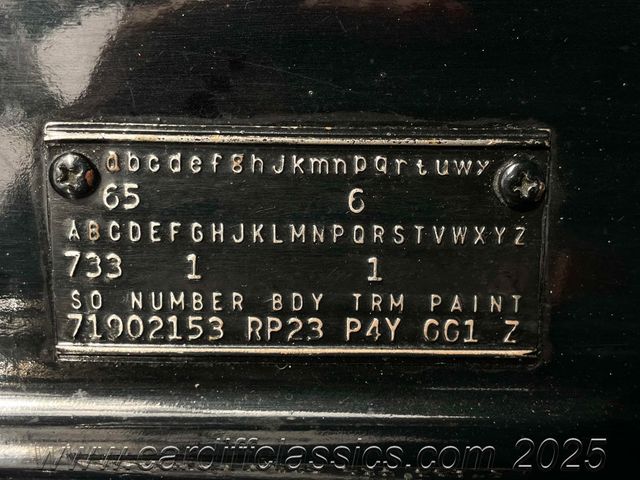 abcdefghJkmnpqrtuwy
65 6
ABCDEFGHJKLMNPQRSTVWXYZ
733 1 1
SO NUMBER BDY TRM PAINT
71902153 RP23 P4Y GG1 Z
www.cardiffclassics.com 2025